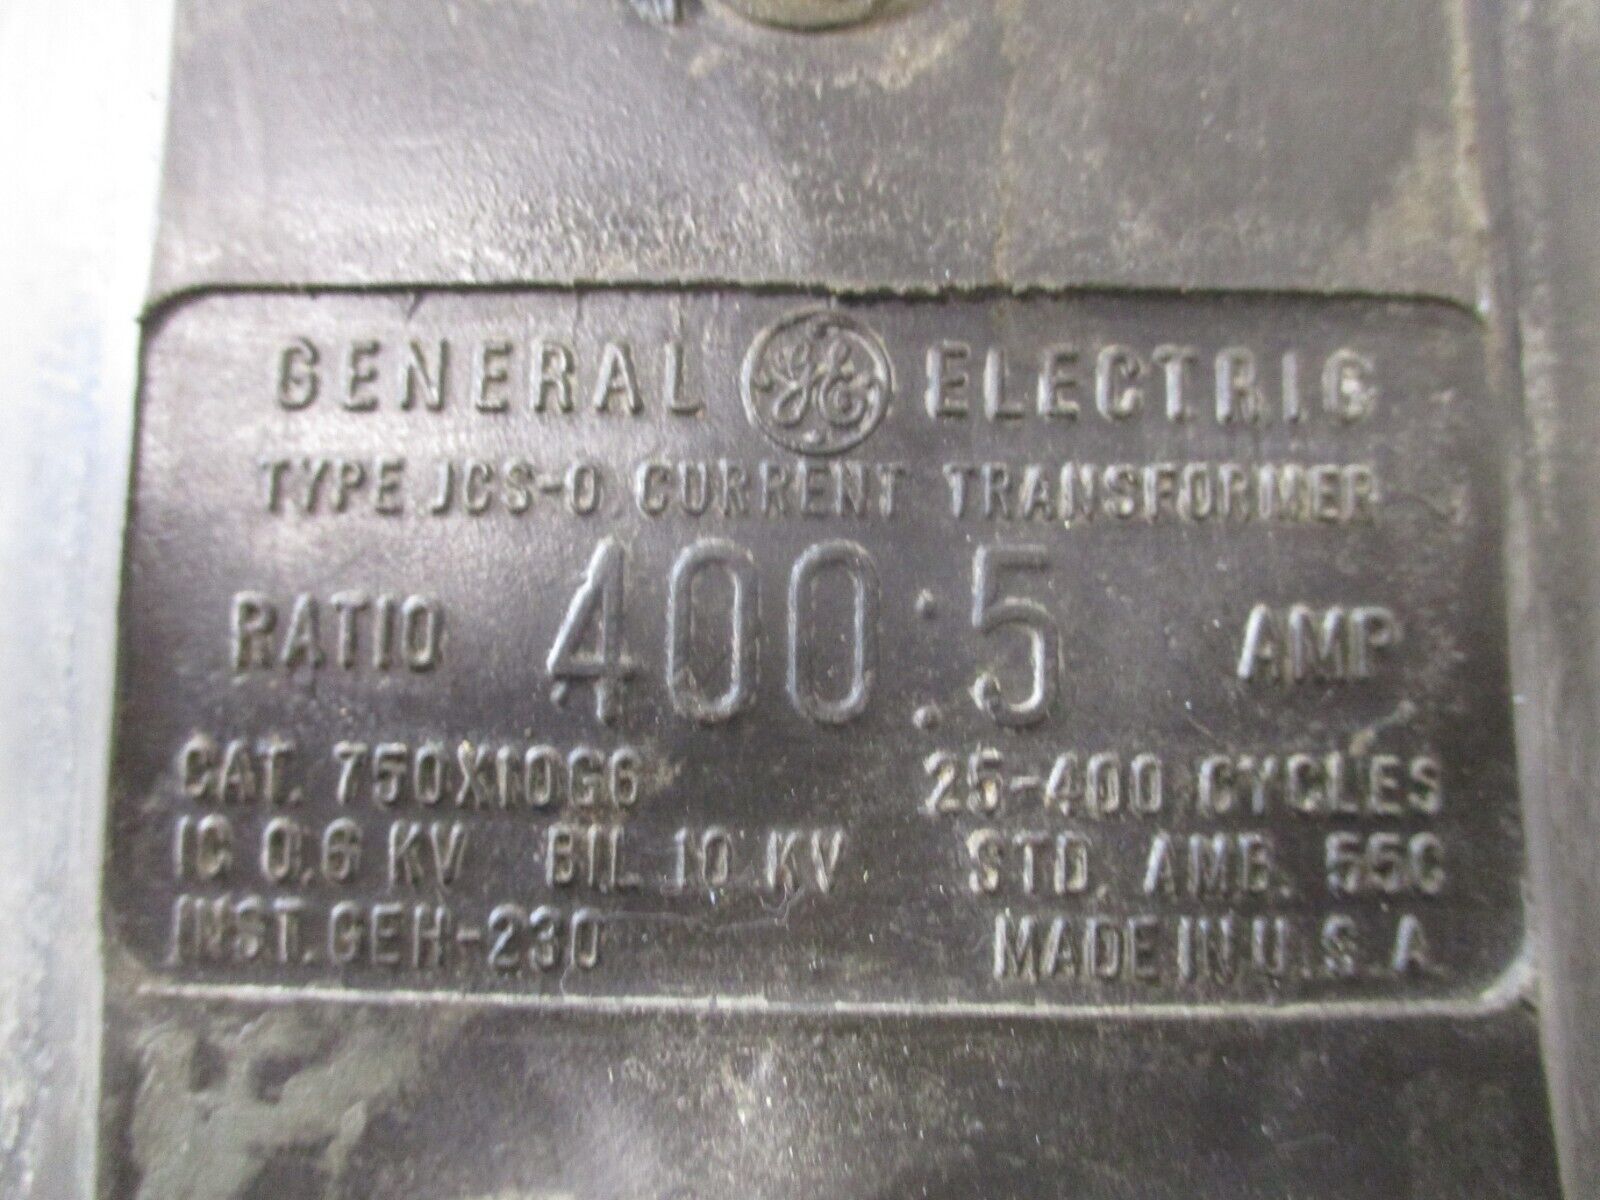 GENERAL GE ELECTRIC
TYPE JCS-0 CURRENT TRANSFORMER
RATIO 400:5 AMP
CAT. 750X10G6 25-400 CYCLES
IC 0.6 KV BIL 10 KV STD. AMB. 55C
INST. GEH-230 MADE IN U.S.A.